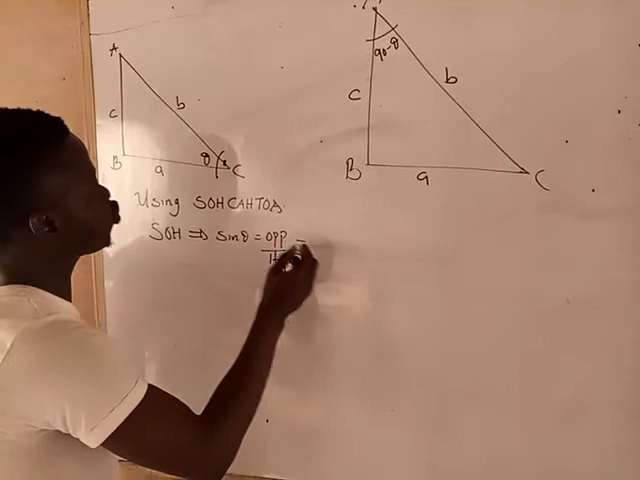 A
c
b
B
a
θ
C
90-θ
c
b
B
a
C
Using SOHCAHTOA
SOH ⇒ sinθ = opp
=